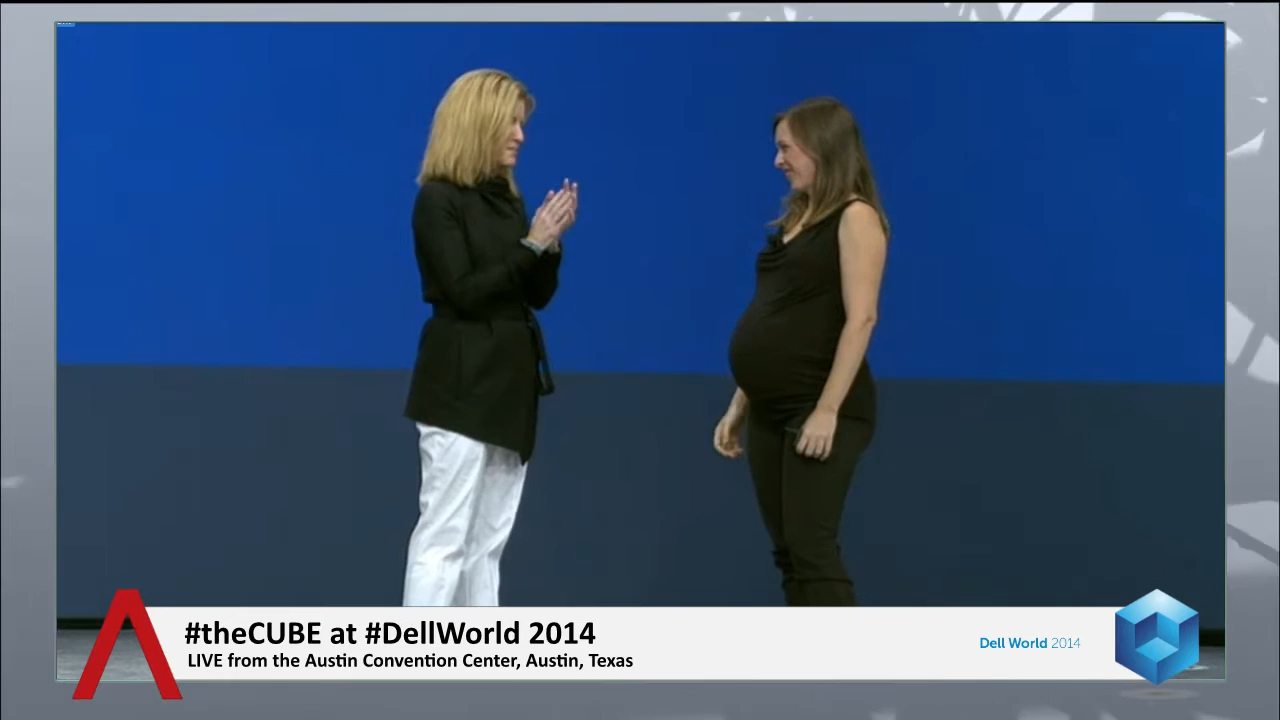 #theCUBE at #DellWorld 2014
LIVE from the Austin Convention Center, Austin, Texas
Dell World 2014